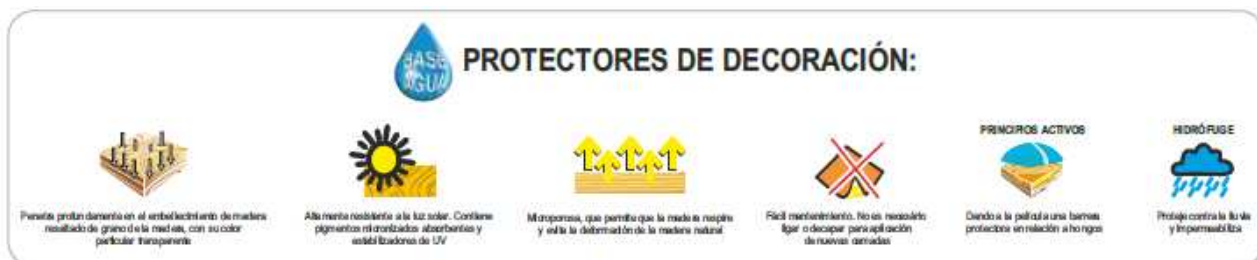 BASE
AGUA
PROTECTORES DE DECORACIÓN:
Penetra profundamente en el embellecimiento de madera
resaltado de grano de la madera, con su color
particular transparente
Altamente resistente a la luz solar. Contiene
pigmentos micronizados absorbentes y
estabilizadores de UV
Microporosa, que permite que la madera respire
y evita la deformación de la madera natural
Fácil mantenimiento. No es necesário
ligar o decapar para aplicación
de nuevas camadas
PRINCIPIOS ACTIVOS
Dando a la película una barrera
protectora en relación a hongos
HIDRÓFUGE
Proteje contra la lluvia
y impermeabiliza